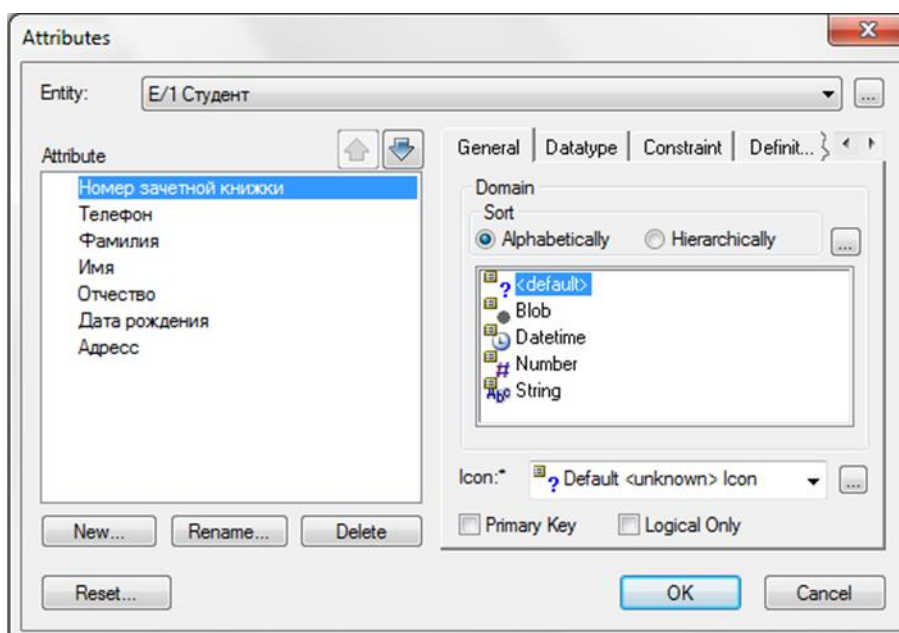 Attributes
Entity: E/1 Студент ...
Attribute
Номер зачетной книжки
Телефон
Фамилия
Имя
Отчество
Дата рождения
Адресс
New... Rename... Delete
General Datatype Constraint Definit...
Domain
Sort
Alphabetically Hierarchically ...
<default>
Blob
Datetime
Number
String
Icon:* Default <unknown> Icon ...
Primary Key Logical Only
Reset... OK Cancel